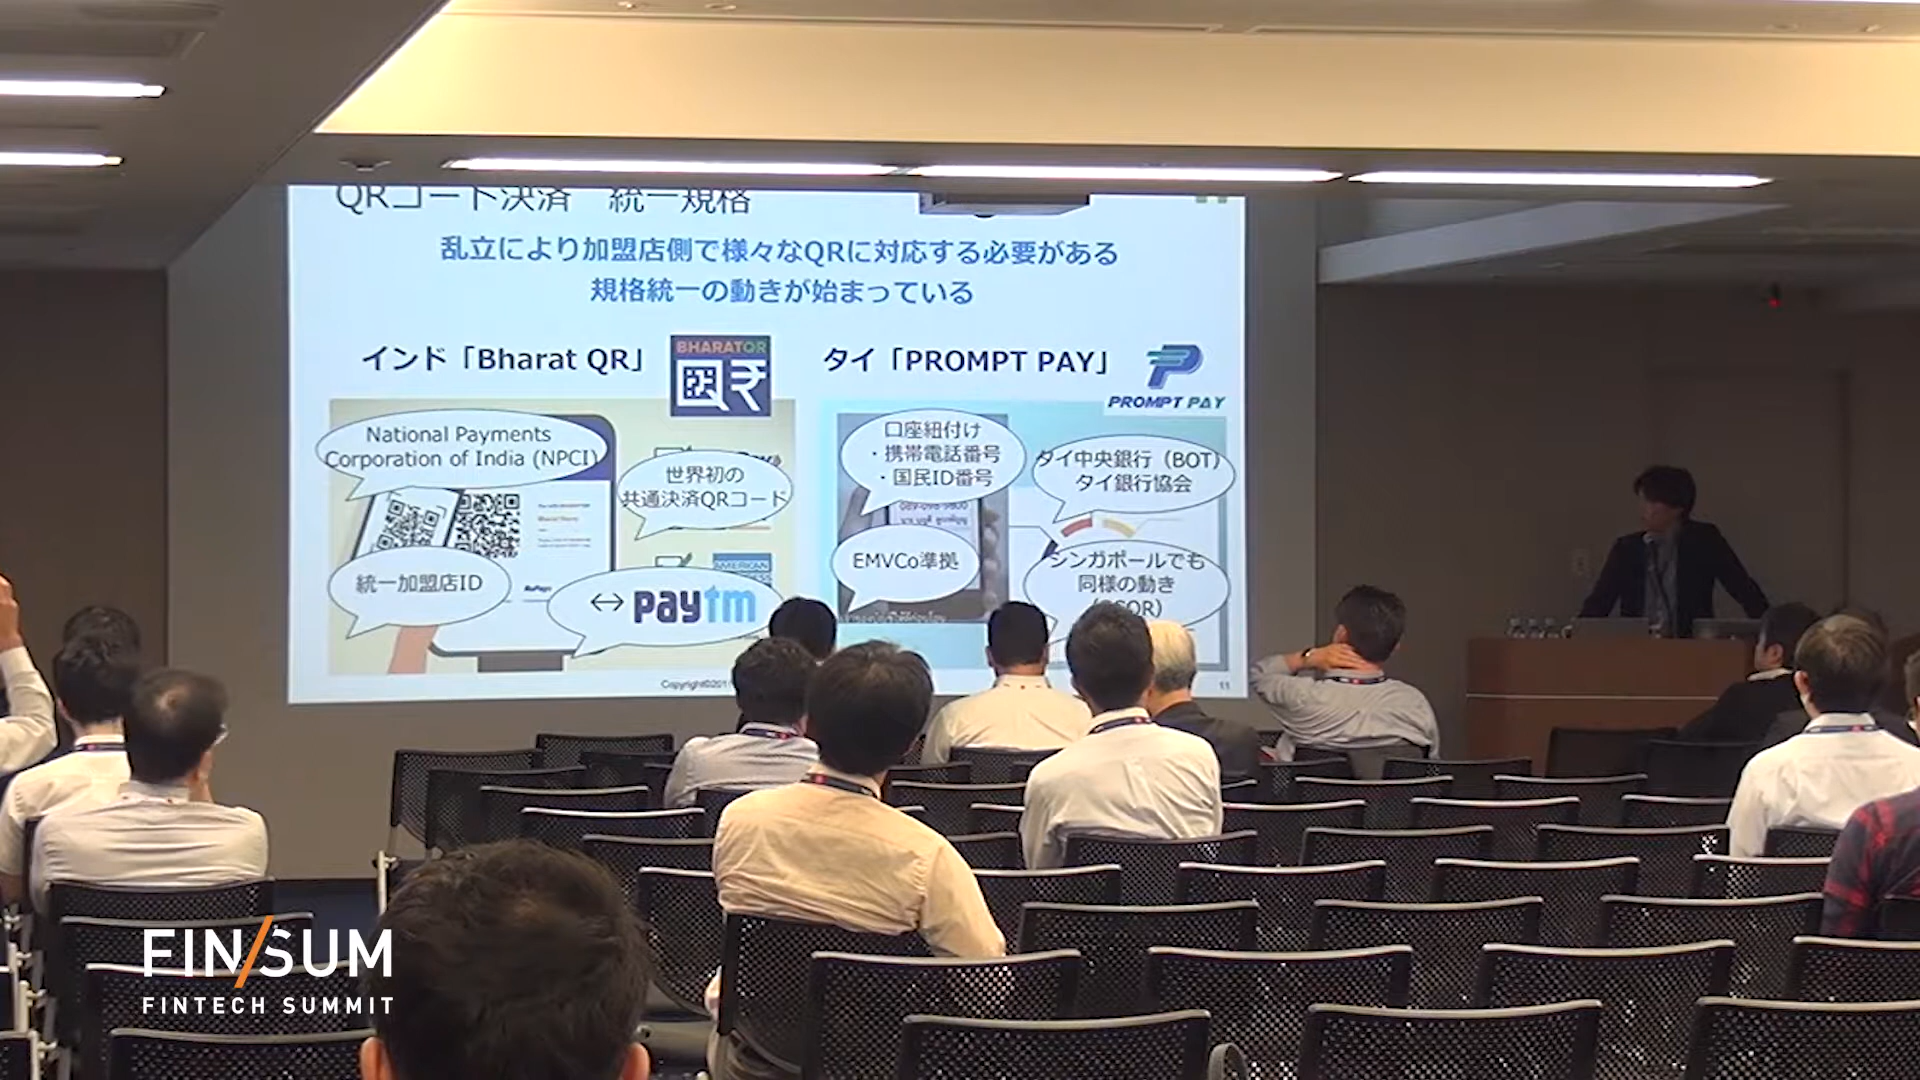 QRコード決済　統一規格
乱立により加盟店側で様々なQRに対応する必要がある
規格統一の動きが始まっている
インド「Bharat QR」
BHARATQR
タイ「PROMPT PAY」
PROMPT PAY
National Payments
Corporation of India (NPCI)
世界初の
共通決済QRコード
統一加盟店ID
↔ paytm
AMERICAN
口座紐付け
・携帯電話番号
・国民ID番号
タイ中央銀行（BOT）
タイ銀行協会
EMVCo準拠
シンガポールでも
同様の動き
Copyright©201
11
FIN/SUM
FINTECH SUMMIT